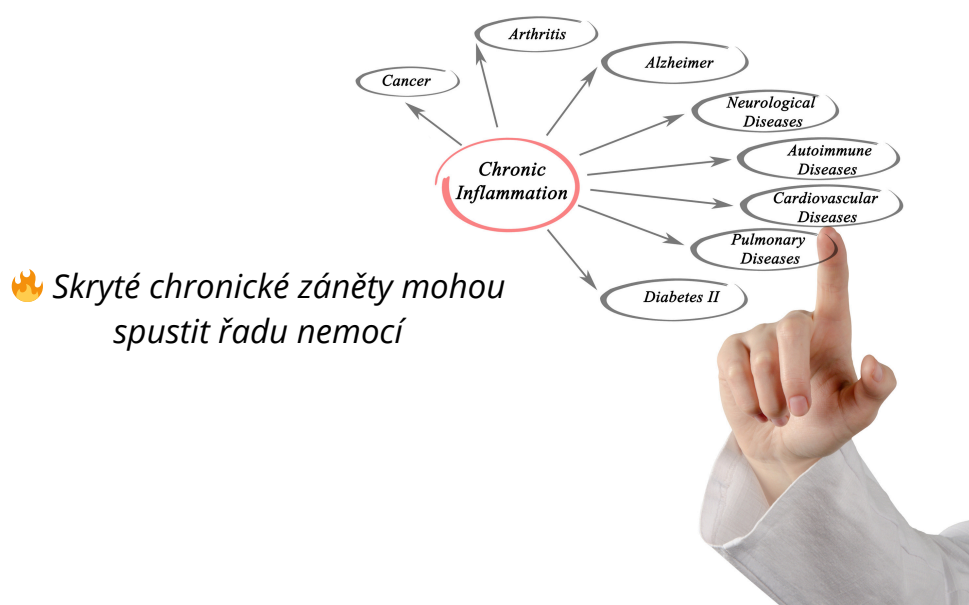 Arthritis
Cancer
Alzheimer
Neurological
Diseases
Chronic
Inflammation
Autoimmune
Diseases
Cardiovascular
Diseases
Pulmonary
Diseases
Diabetes II
🔥 Skryté chronické záněty mohou
spustit řadu nemocí